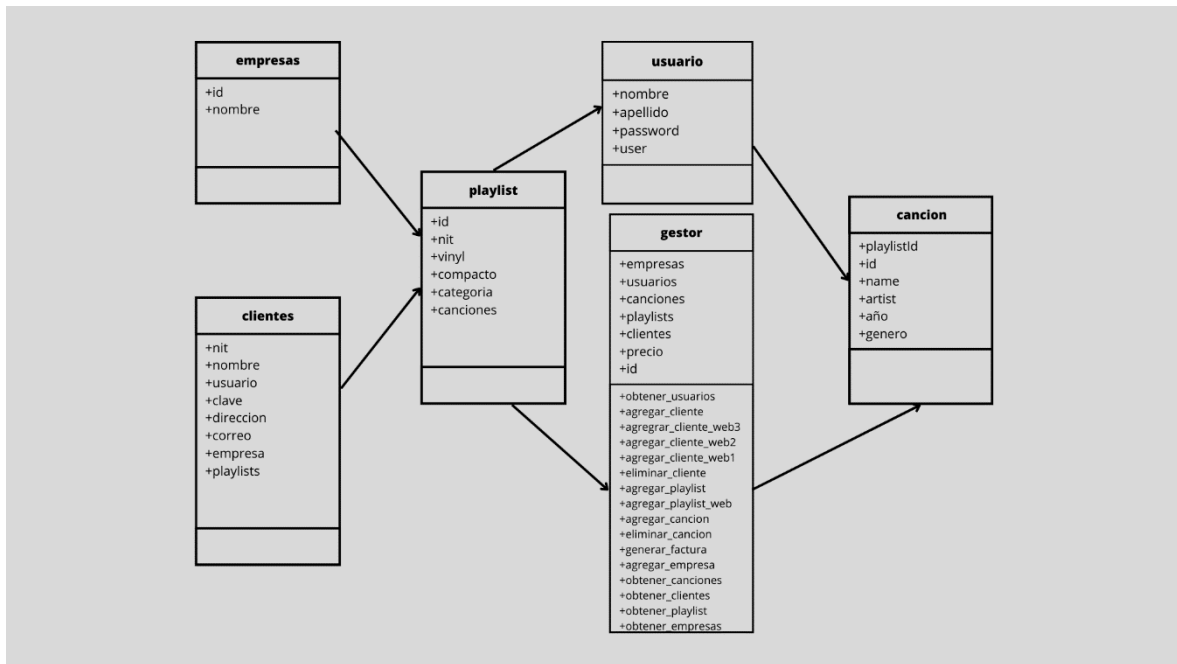 empresas
+id
+nombre
clientes
+nit
+nombre
+usuario
+clave
+direccion
+correo
+empresa
+playlists
playlist
+id
+nit
+vinyl
+compacto
+categoria
+canciones
usuario
+nombre
+apellido
+password
+user
gestor
+empresas
+usuarios
+canciones
+playlists
+clientes
+precio
+id
+obtener_usuarios
+agregar_cliente
+agregrar_cliente_web3
+agregar_cliente_web2
+agregar_cliente_web1
+eliminar_cliente
+agregar_playlist
+agregar_playlist_web
+agregar_cancion
+eliminar_cancion
+generar_factura
+agregar_empresa
+obtener_canciones
+obtener_clientes
+obtener_playlist
+obtener_empresas
cancion
+playlistId
+id
+name
+artist
+año
+genero